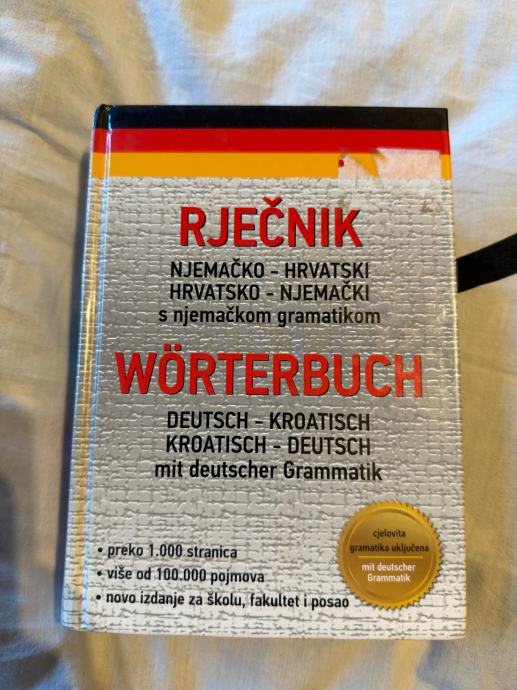 RJEČNIK
NJEMAČKO - HRVATSKI
HRVATSKO - NJEMAČKI
s njemačkom gramatikom
WÖRTERBUCH
DEUTSCH - KROATISCH
KROATISCH - DEUTSCH
mit deutscher Grammatik
• preko 1.000 stranica
• više od 100.000 pojmova
• novo izdanje za školu, fakultet i posao
cjelovita
gramatika uključena
mit deutscher
Grammatik